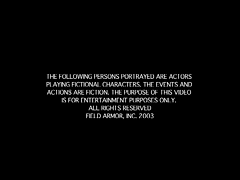 THE FOLLOWING PERSONS PORTRAYED ARE ACTORS
PLAYING FICTIONAL CHARACTERS. THE EVENTS AND
ACTIONS ARE FICTION. THE PURPOSE OF THIS VIDEO
IS FOR ENTERTAINMENT PURPOSES ONLY.
ALL RIGHTS RESERVED
FIELD ARMOR, INC. 2003